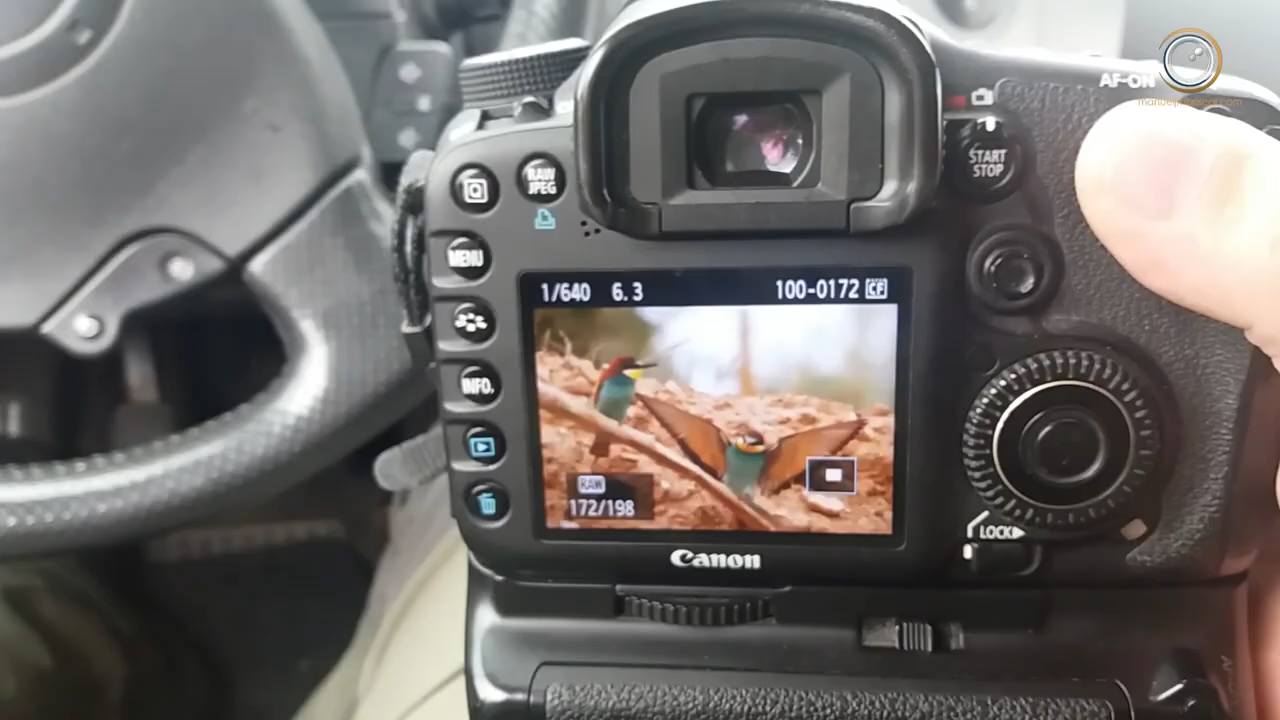 AF-ON
RAW
JPEG
START
STOP
MENU
1/640 6.3 100-0172 CF
INFO.
RAW
172/198
LOCK
Canon